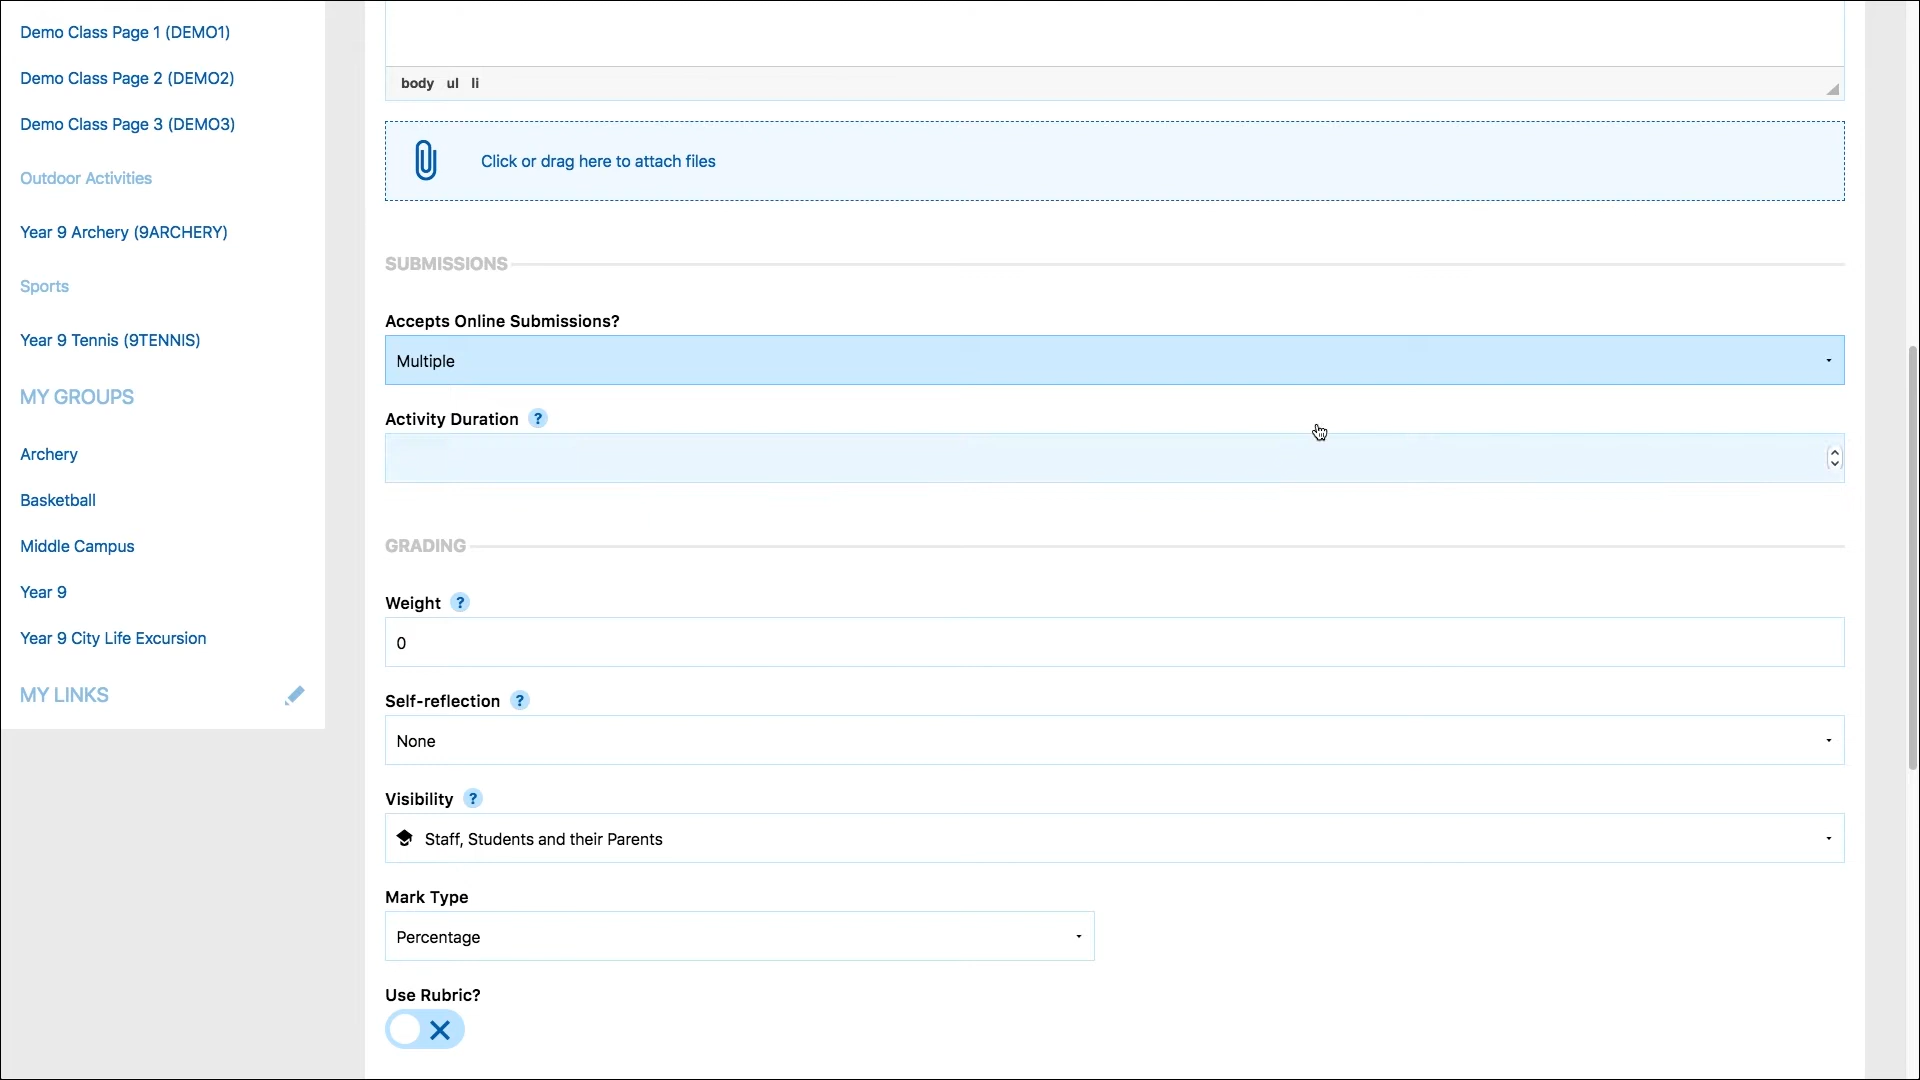 Demo Class Page 1 (DEMO1)
Demo Class Page 2 (DEMO2)
Demo Class Page 3 (DEMO3)
Outdoor Activities
Year 9 Archery (9ARCHERY)
Sports
Year 9 Tennis (9TENNIS)
MY GROUPS
Archery
Basketball
Middle Campus
Year 9
Year 9 City Life Excursion
MY LINKS
body ul li
Click or drag here to attach files
SUBMISSIONS
Accepts Online Submissions?
Multiple
Activity Duration ?
GRADING
Weight ?
0
Self-reflection ?
None
Visibility ?
Staff, Students and their Parents
Mark Type
Percentage
Use Rubric?